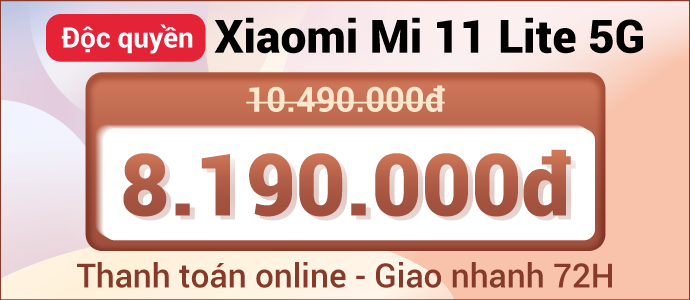 Độc quyền Xiaomi Mi 11 Lite 5G
10.490.000đ
8.190.000đ
Thanh toán online - Giao nhanh 72H